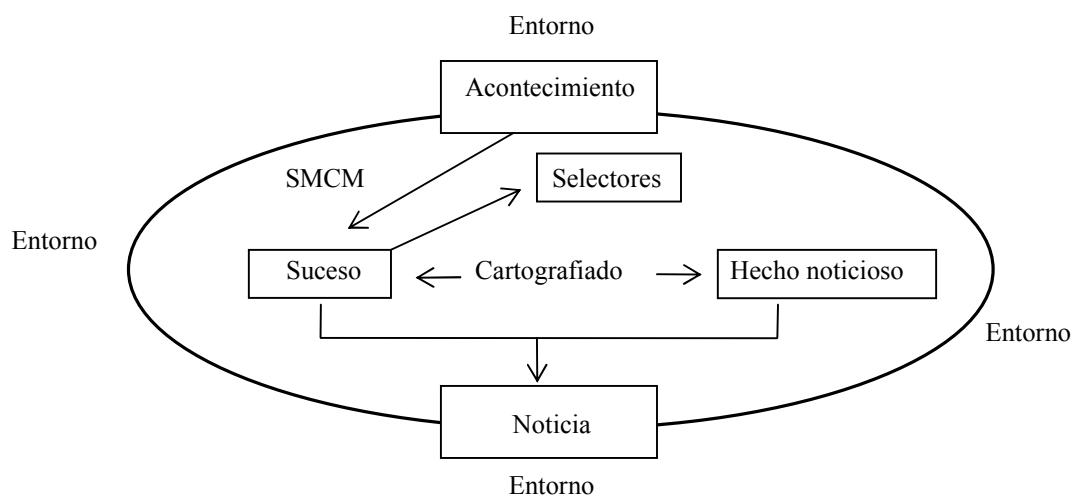 Entorno
Acontecimiento
SMCM
Selectores
Entorno
Suceso
Cartografiado
Hecho noticioso
Entorno
Noticia
Entorno